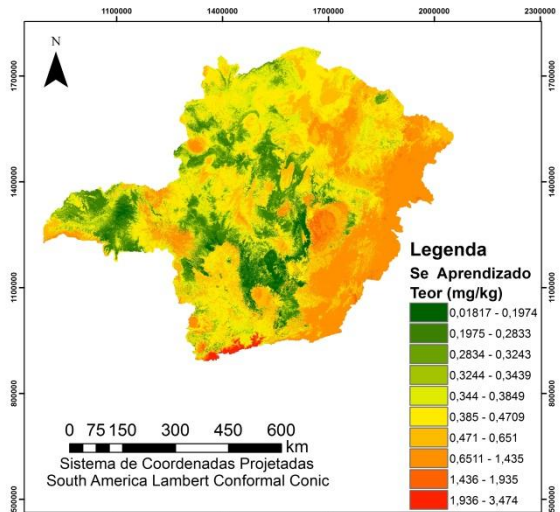 1100000 1400000 1700000 2000000 2300000
N
1700000
1700000
1400000
1400000
1100000
1100000
800000
800000
500000
500000
Legenda
Se Aprendizado
Teor (mg/kg)
0,01817 - 0,1974
0,1975 - 0,2833
0,2834 - 0,3243
0,3244 - 0,3439
0,344 - 0,3849
0,385 - 0,4709
0,471 - 0,651
0,6511 - 1,435
1,436 - 1,935
1,936 - 3,474
0 75 150 300 450 600
km
Sistema de Coordenadas Projetadas
South America Lambert Conformal Conic